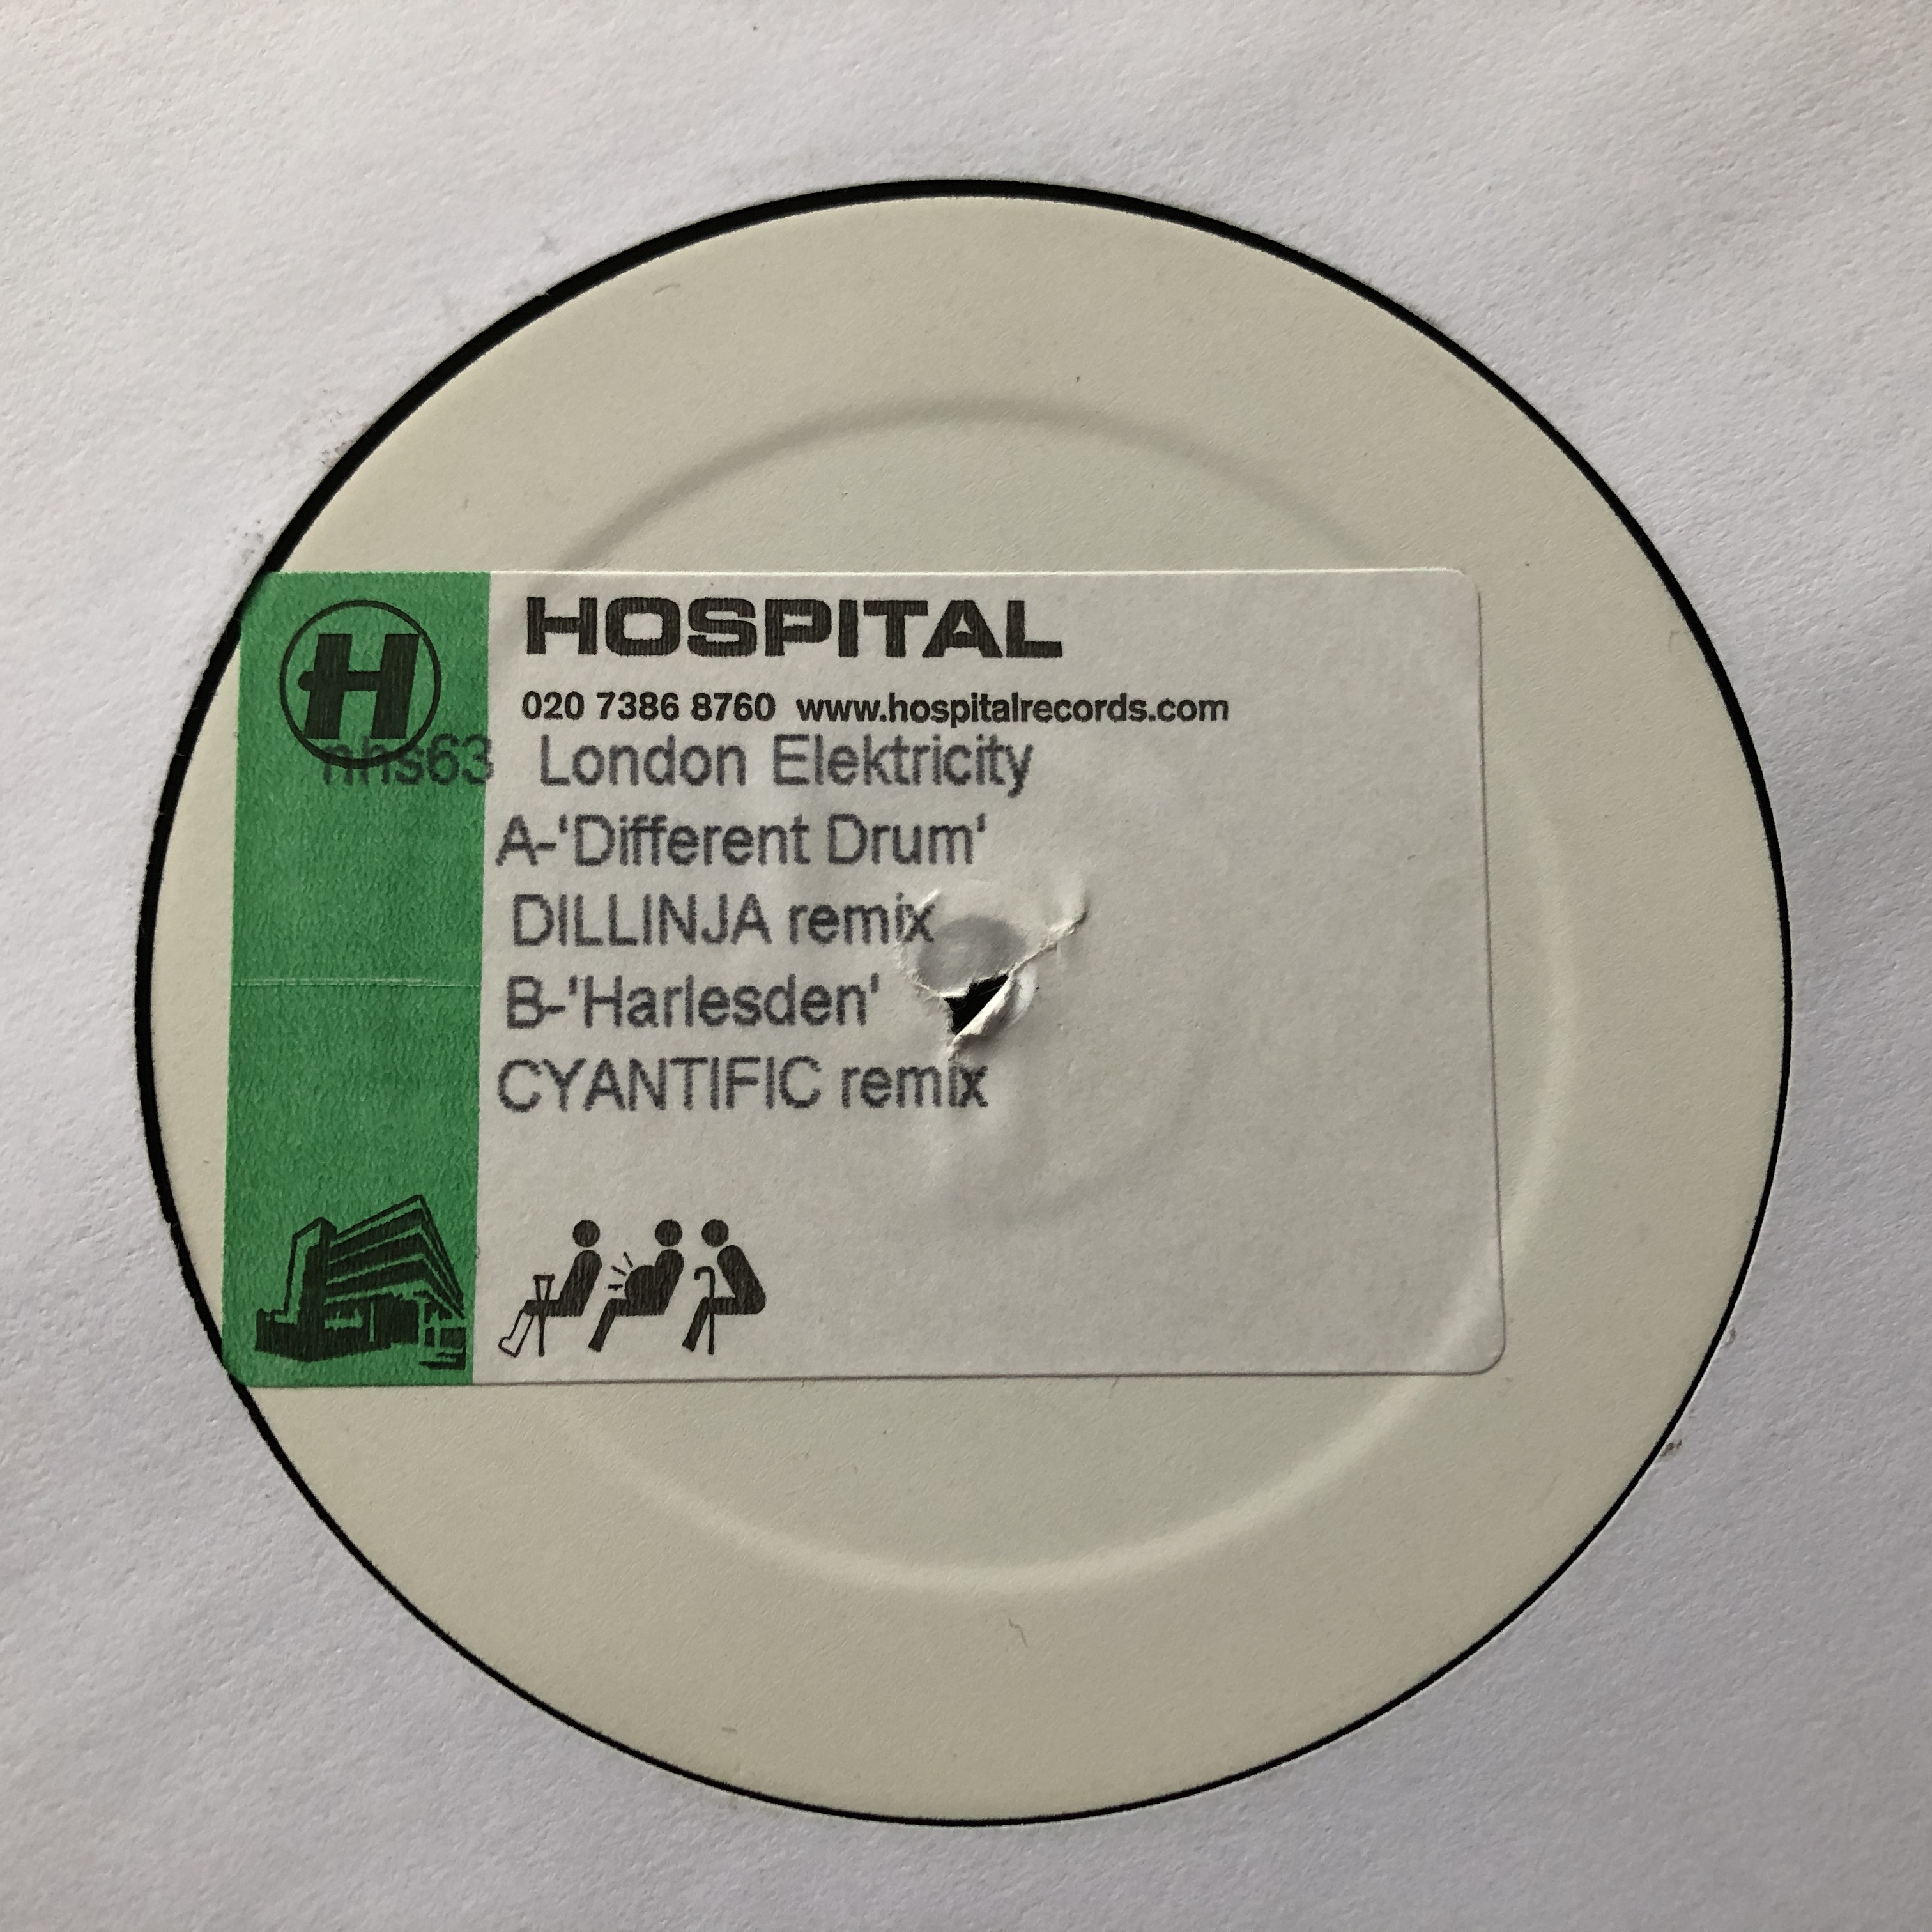 H
HOSPITAL
020 7386 8760 www.hospitalrecords.com
nhs63 London Elektricity
A-'Different Drum'
DILLINJA remix
B-'Harlesden'
CYANTIFIC remix